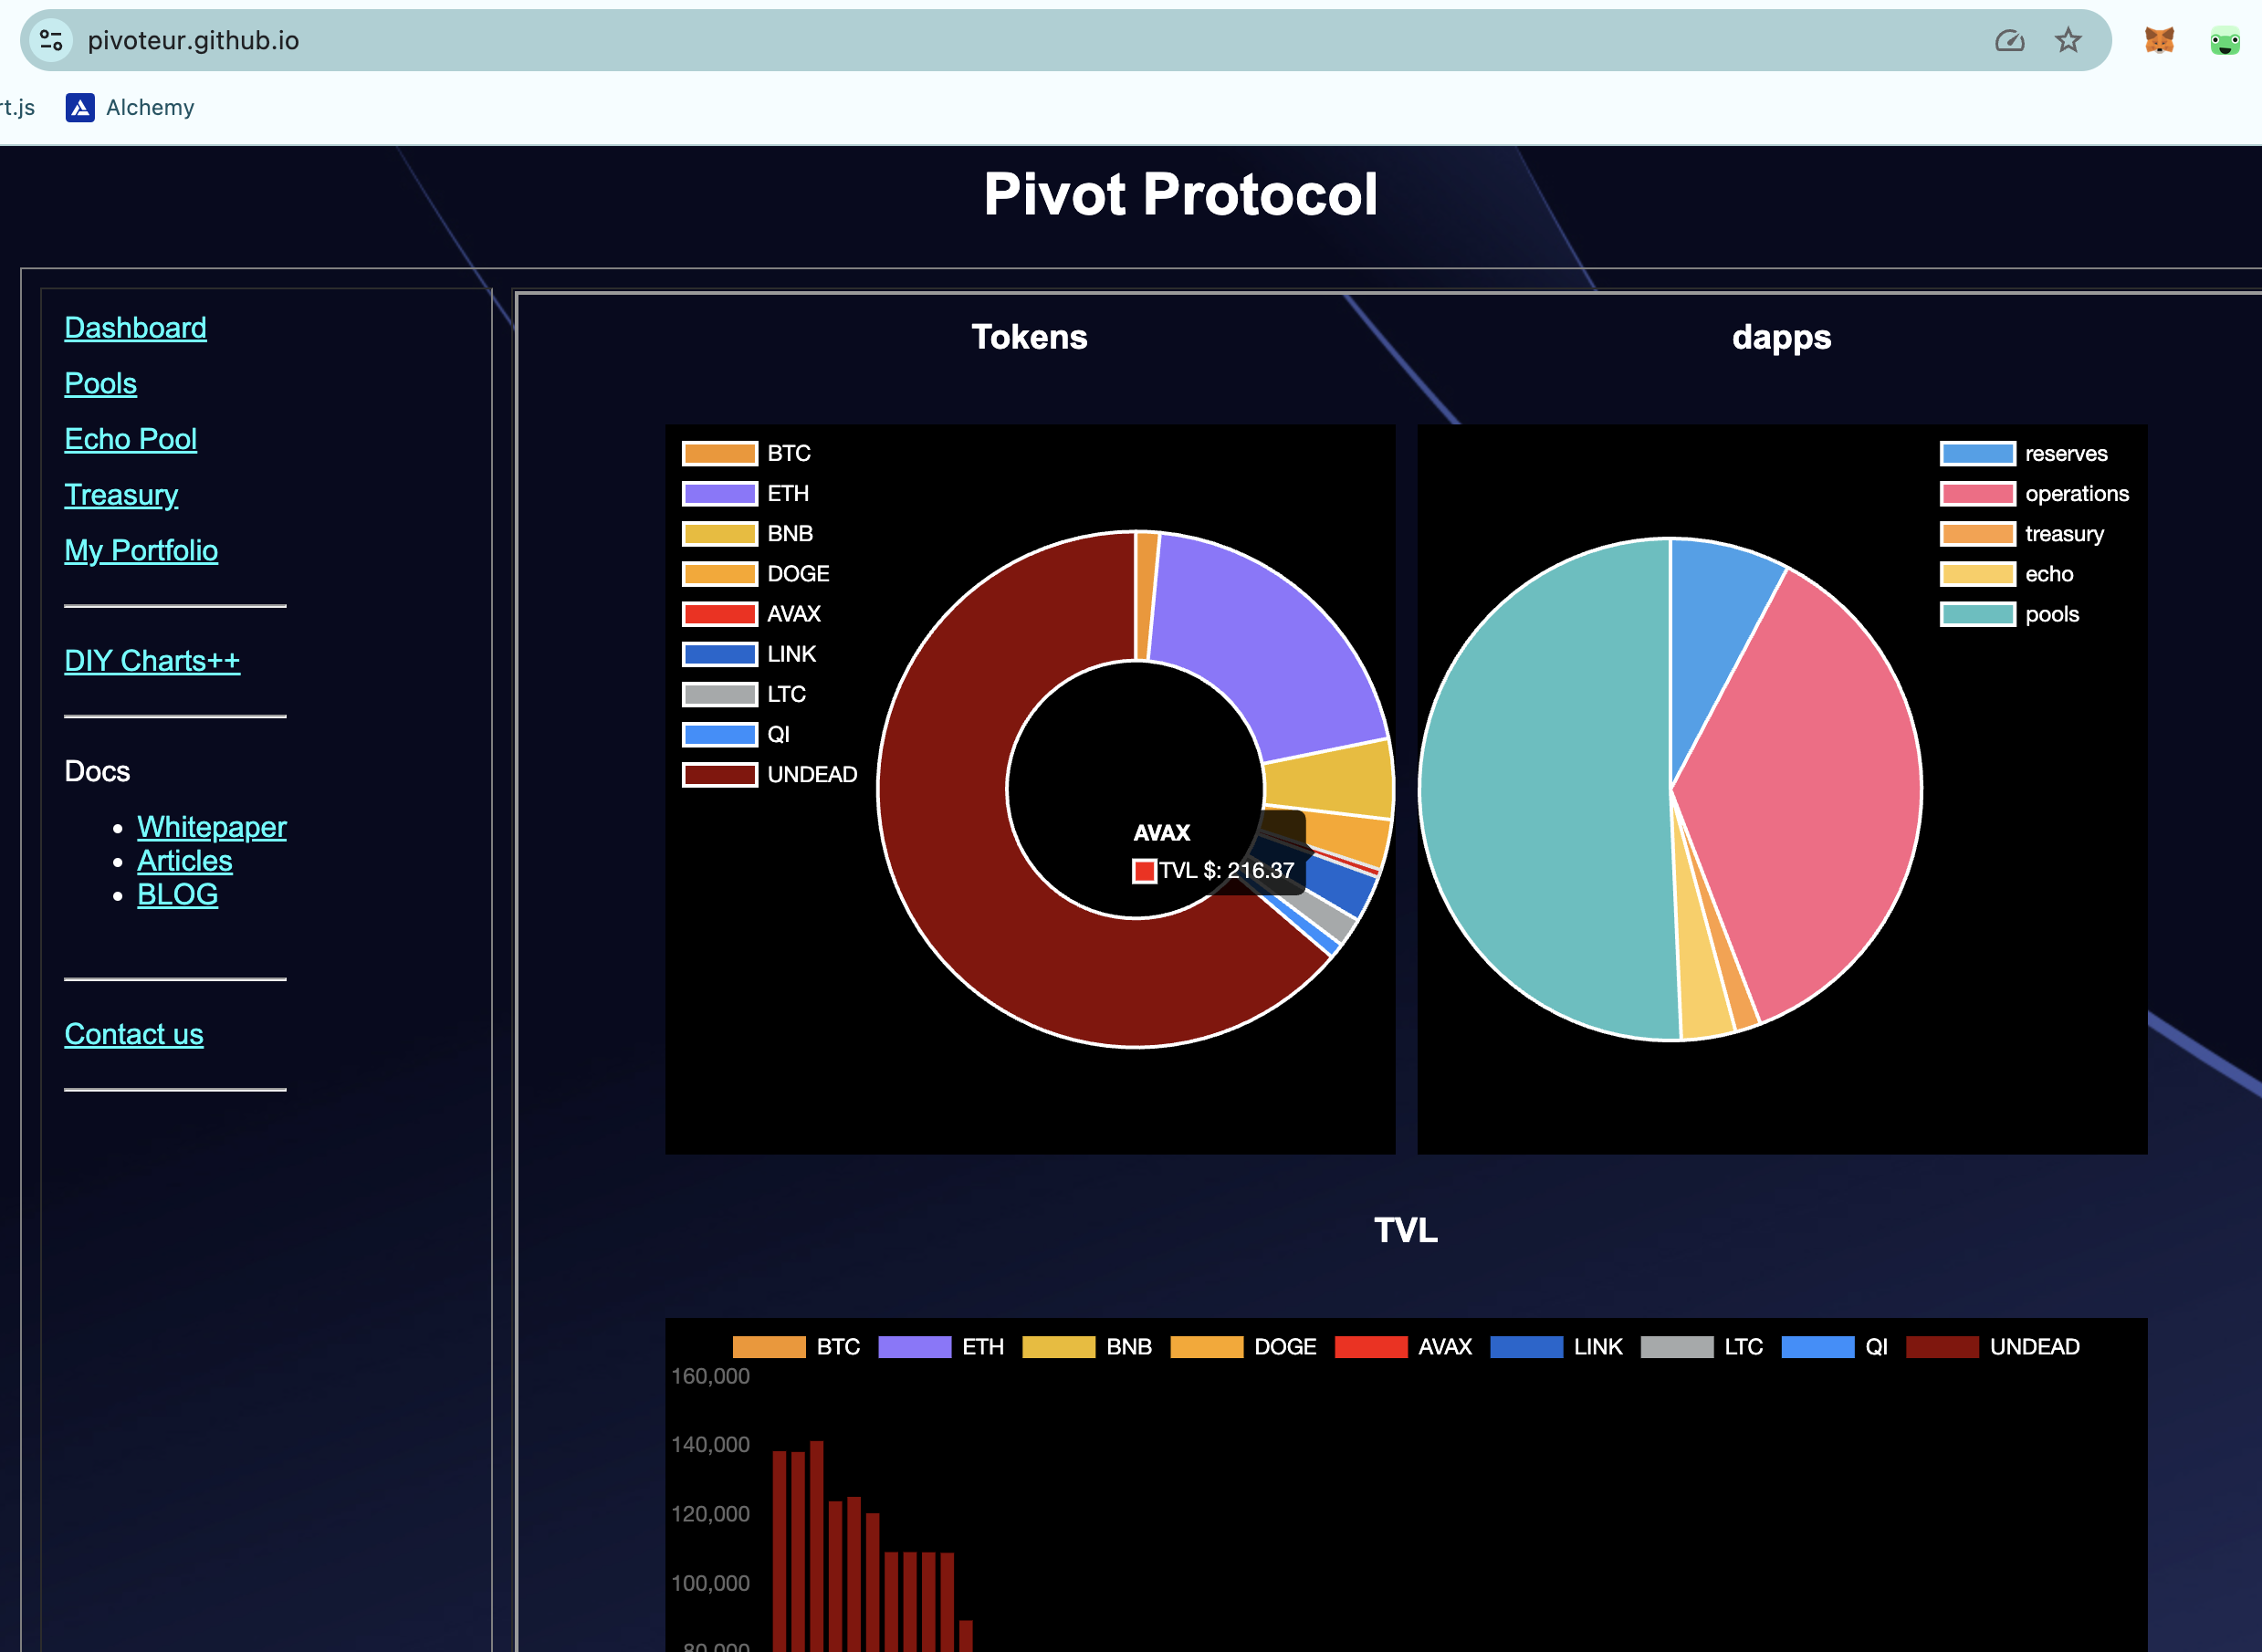 pivoteur.github.io
rt.js
Alchemy
Pivot Protocol
Dashboard
Pools
Echo Pool
Treasury
My Portfolio
DIY Charts++
Docs
Whitepaper
Articles
BLOG
Contact us
Tokens
BTC
ETH
BNB
DOGE
AVAX
LINK
LTC
QI
UNDEAD
AVAX
TVL $: 216.37
dapps
reserves
operations
treasury
echo
pools
TVL
BTC ETH BNB DOGE AVAX LINK LTC QI UNDEAD
160,000
140,000
120,000
100,000
80,000